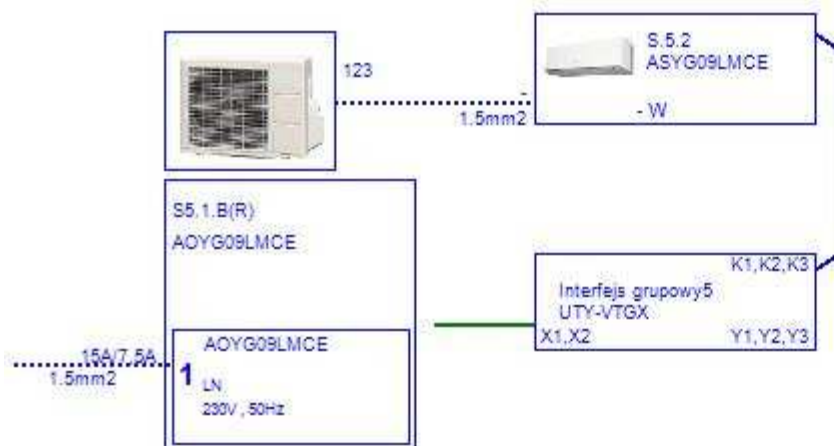 123
S.5.2
ASYG09LMCE
-
1.5mm2
- W
S5.1.B(R)
AOYG09LMCE
K1,K2,K3
Interfejs grupowy5
UTY-VTGX
X1,X2
Y1,Y2,Y3
15A/7.5A
1.5mm2
AOYG09LMCE
1
LN
230V , 50Hz